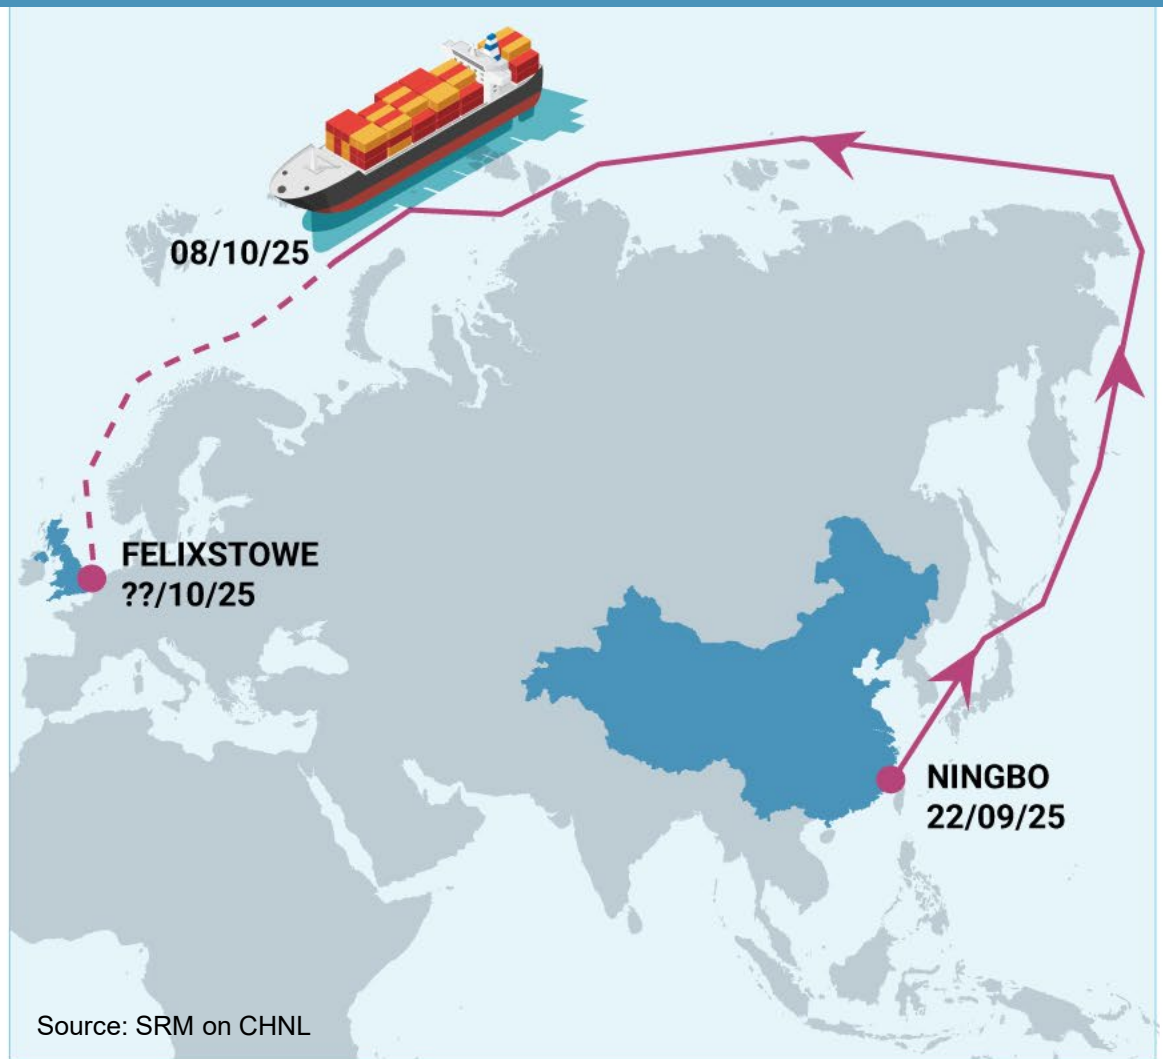 08/10/25
FELIXSTOWE
??/10/25
NINGBO
22/09/25
Source: SRM on CHNL